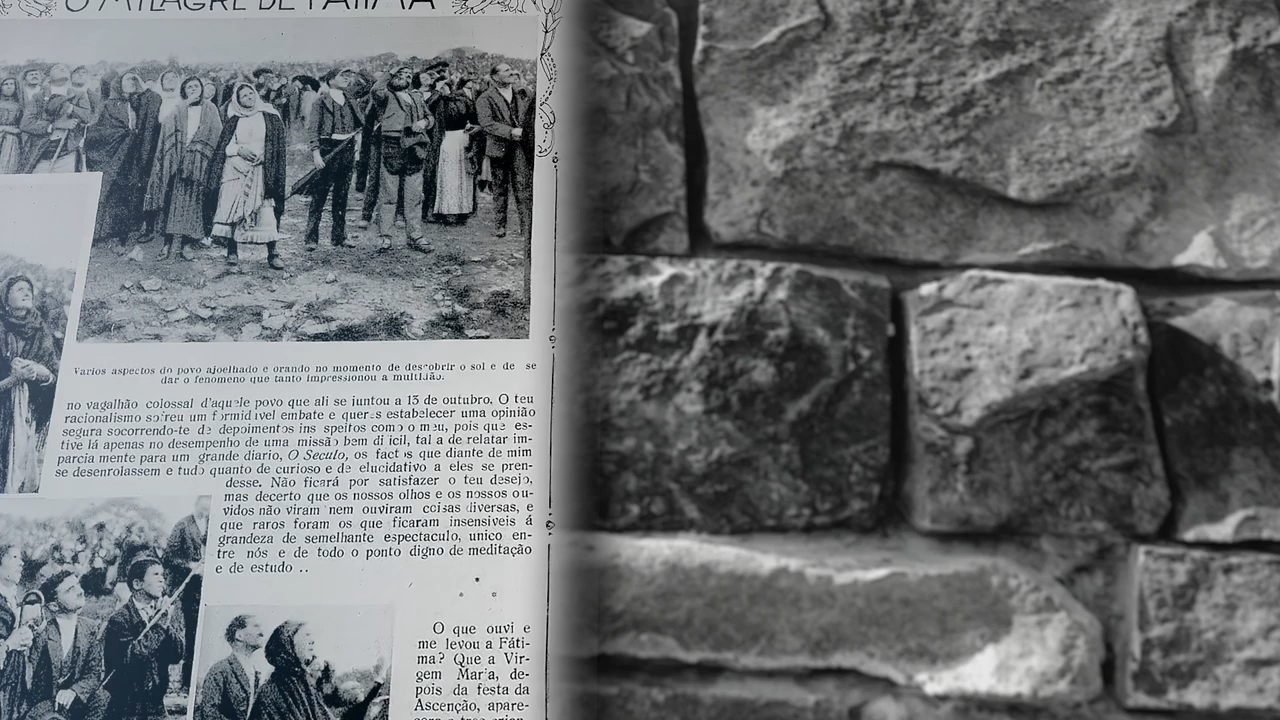 O MILAGRE DE FATIMA
Varios aspectos do povo ajoelhado e orando no momento de descobrir o sol e de se
dar o fenomeno que tanto impressionou a multidão.
no vagalhão colossal d'aquele povo que ali se juntou a 13 de outubro. O teu
racionalismo sofreu um formidavel embate e queres estabelecer uma opinião
segura socorrendo-te de depoimentos insuspeitos como o meu, pois que es-
tive lá apenas no desempenho de uma missão bem dificil, tal a de relatar im-
parcialmente para um grande diario, O Seculo, os factos que diante de mim
se desenrolassem e tudo quanto de curioso e de elucidativo a eles se pren-
desse. Não ficará por satisfazer o teu desejo,
mas decerto que os nossos olhos e os nossos ou-
vidos não viram nem ouviram coisas diversas, e
que raros foram os que ficaram insensiveis á
grandeza de semelhante espectaculo, unico en-
tre nós e de todo o ponto digno de meditação
e de estudo ..
O que ouvi e
me levou a Fáti-
ma? Que a Vir-
gem Maria, de-
pois da festa da
Ascenção, apare-